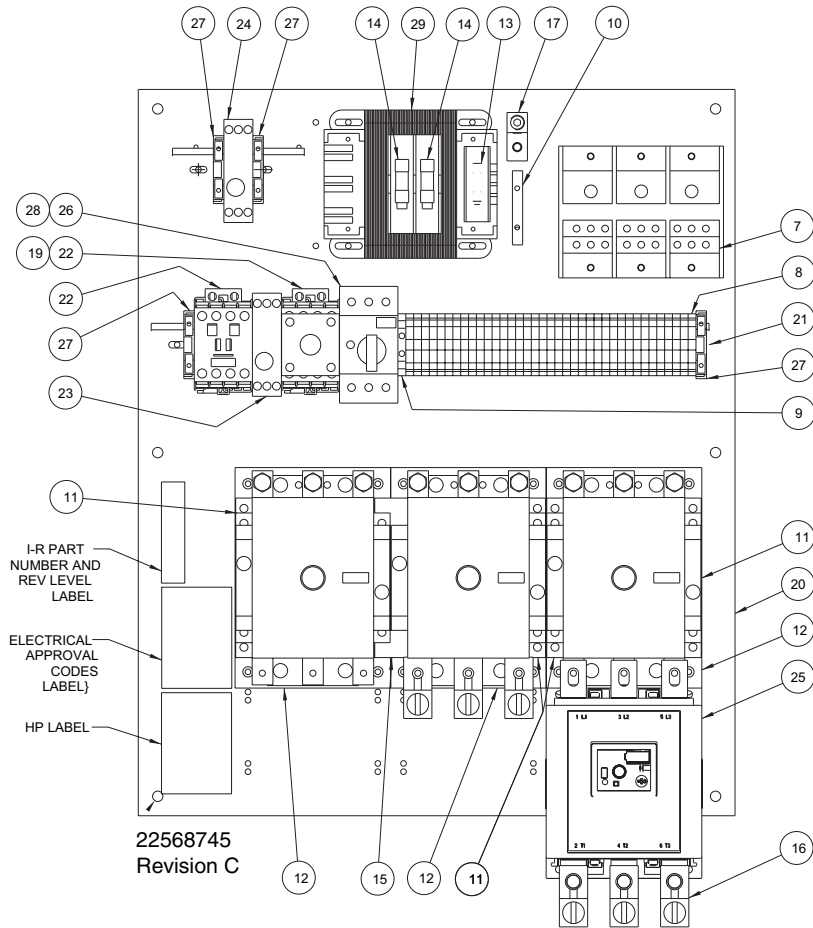 27
24
27
14
29
14
13
17
10
28
26
19
22
22
27
23
7
8
21
27
9
11
I-R PART
NUMBER AND
REV LEVEL
LABEL
ELECTRICAL
APPROVAL
CODES
LABEL}
HP LABEL
11
20
12
25
1 L1
3 L2
5 L3
2 T1
4 T2
6 T3
22568745
Revision C
12
15
12
11
16